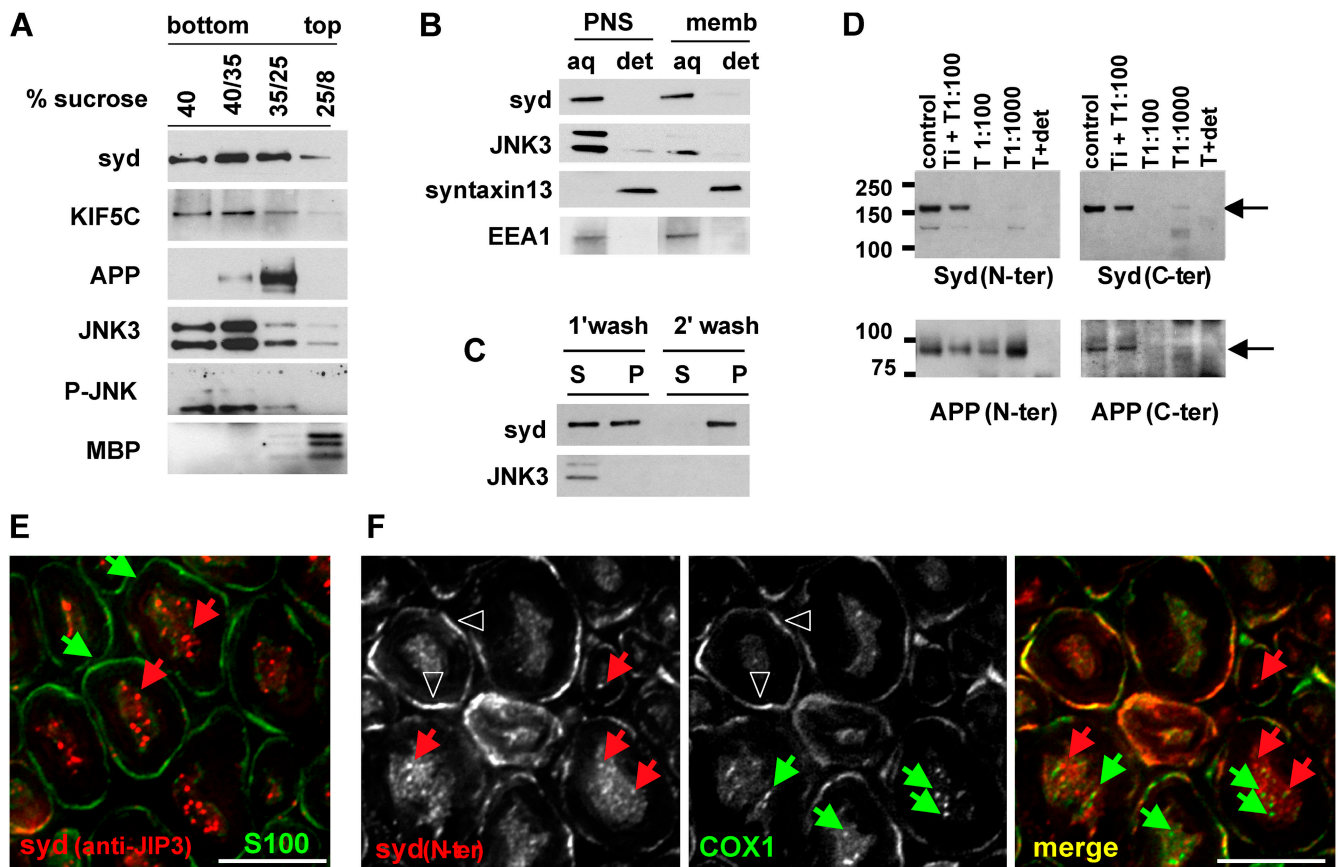 A
bottom top
% sucrose 40 40/35 35/25 25/8
syd
KIF5C
APP
JNK3
P-JNK
MBP
B
PNS memb
aq det aq det
syd
JNK3
syntaxin13
EEA1
C
1'wash 2' wash
S P S P
syd
JNK3
D
control Ti + T1:100 T 1:100 T1:1000 T+det
control Ti + T1:100 T1:100 T1:1000 T+det
250
150
100
Syd (N-ter) Syd (C-ter)
100
75
APP (N-ter) APP (C-ter)
E
syd (anti-JIP3) S100
F
syd(N-ter)
COX1
merge